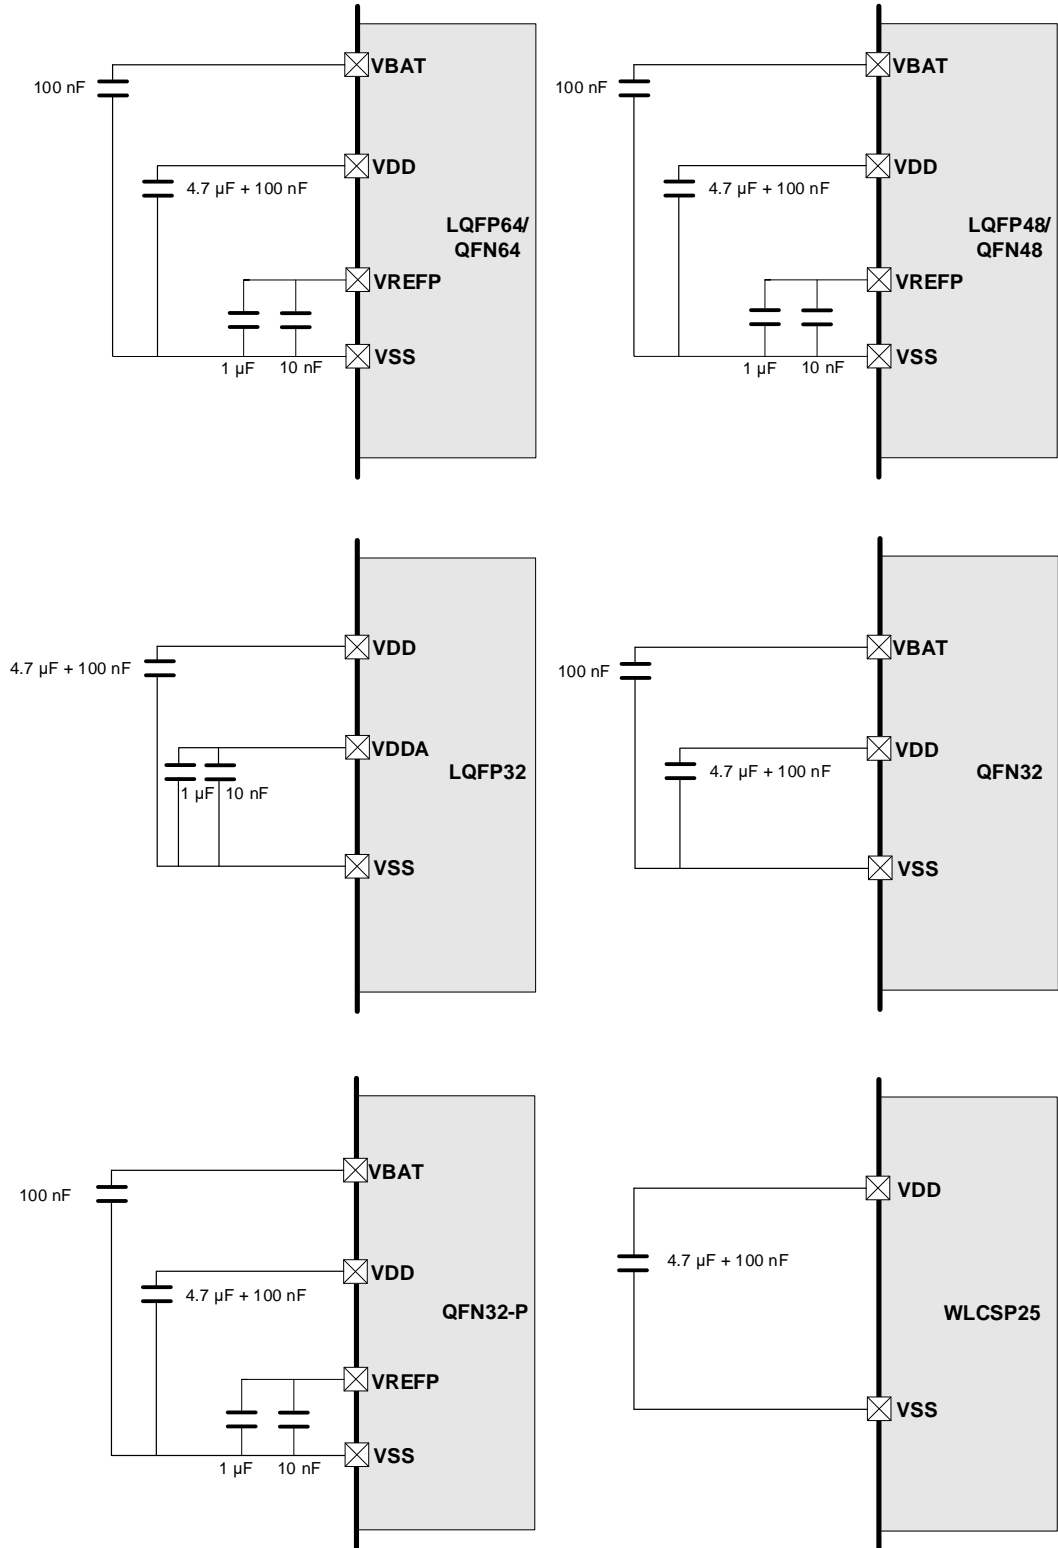 VBAT
100 nF
VDD
4.7 µF + 100 nF
LQFP64/
QFN64
VREFP
VSS
1 µF
10 nF
VBAT
100 nF
VDD
4.7 µF + 100 nF
LQFP48/
QFN48
VREFP
VSS
1 µF
10 nF
VDD
4.7 µF + 100 nF
VDDA
LQFP32
1 µF
10 nF
VSS
VBAT
100 nF
VDD
4.7 µF + 100 nF
QFN32
VSS
VBAT
100 nF
VDD
4.7 µF + 100 nF
QFN32-P
VREFP
VSS
1 µF
10 nF
VDD
4.7 µF + 100 nF
WLCSP25
VSS